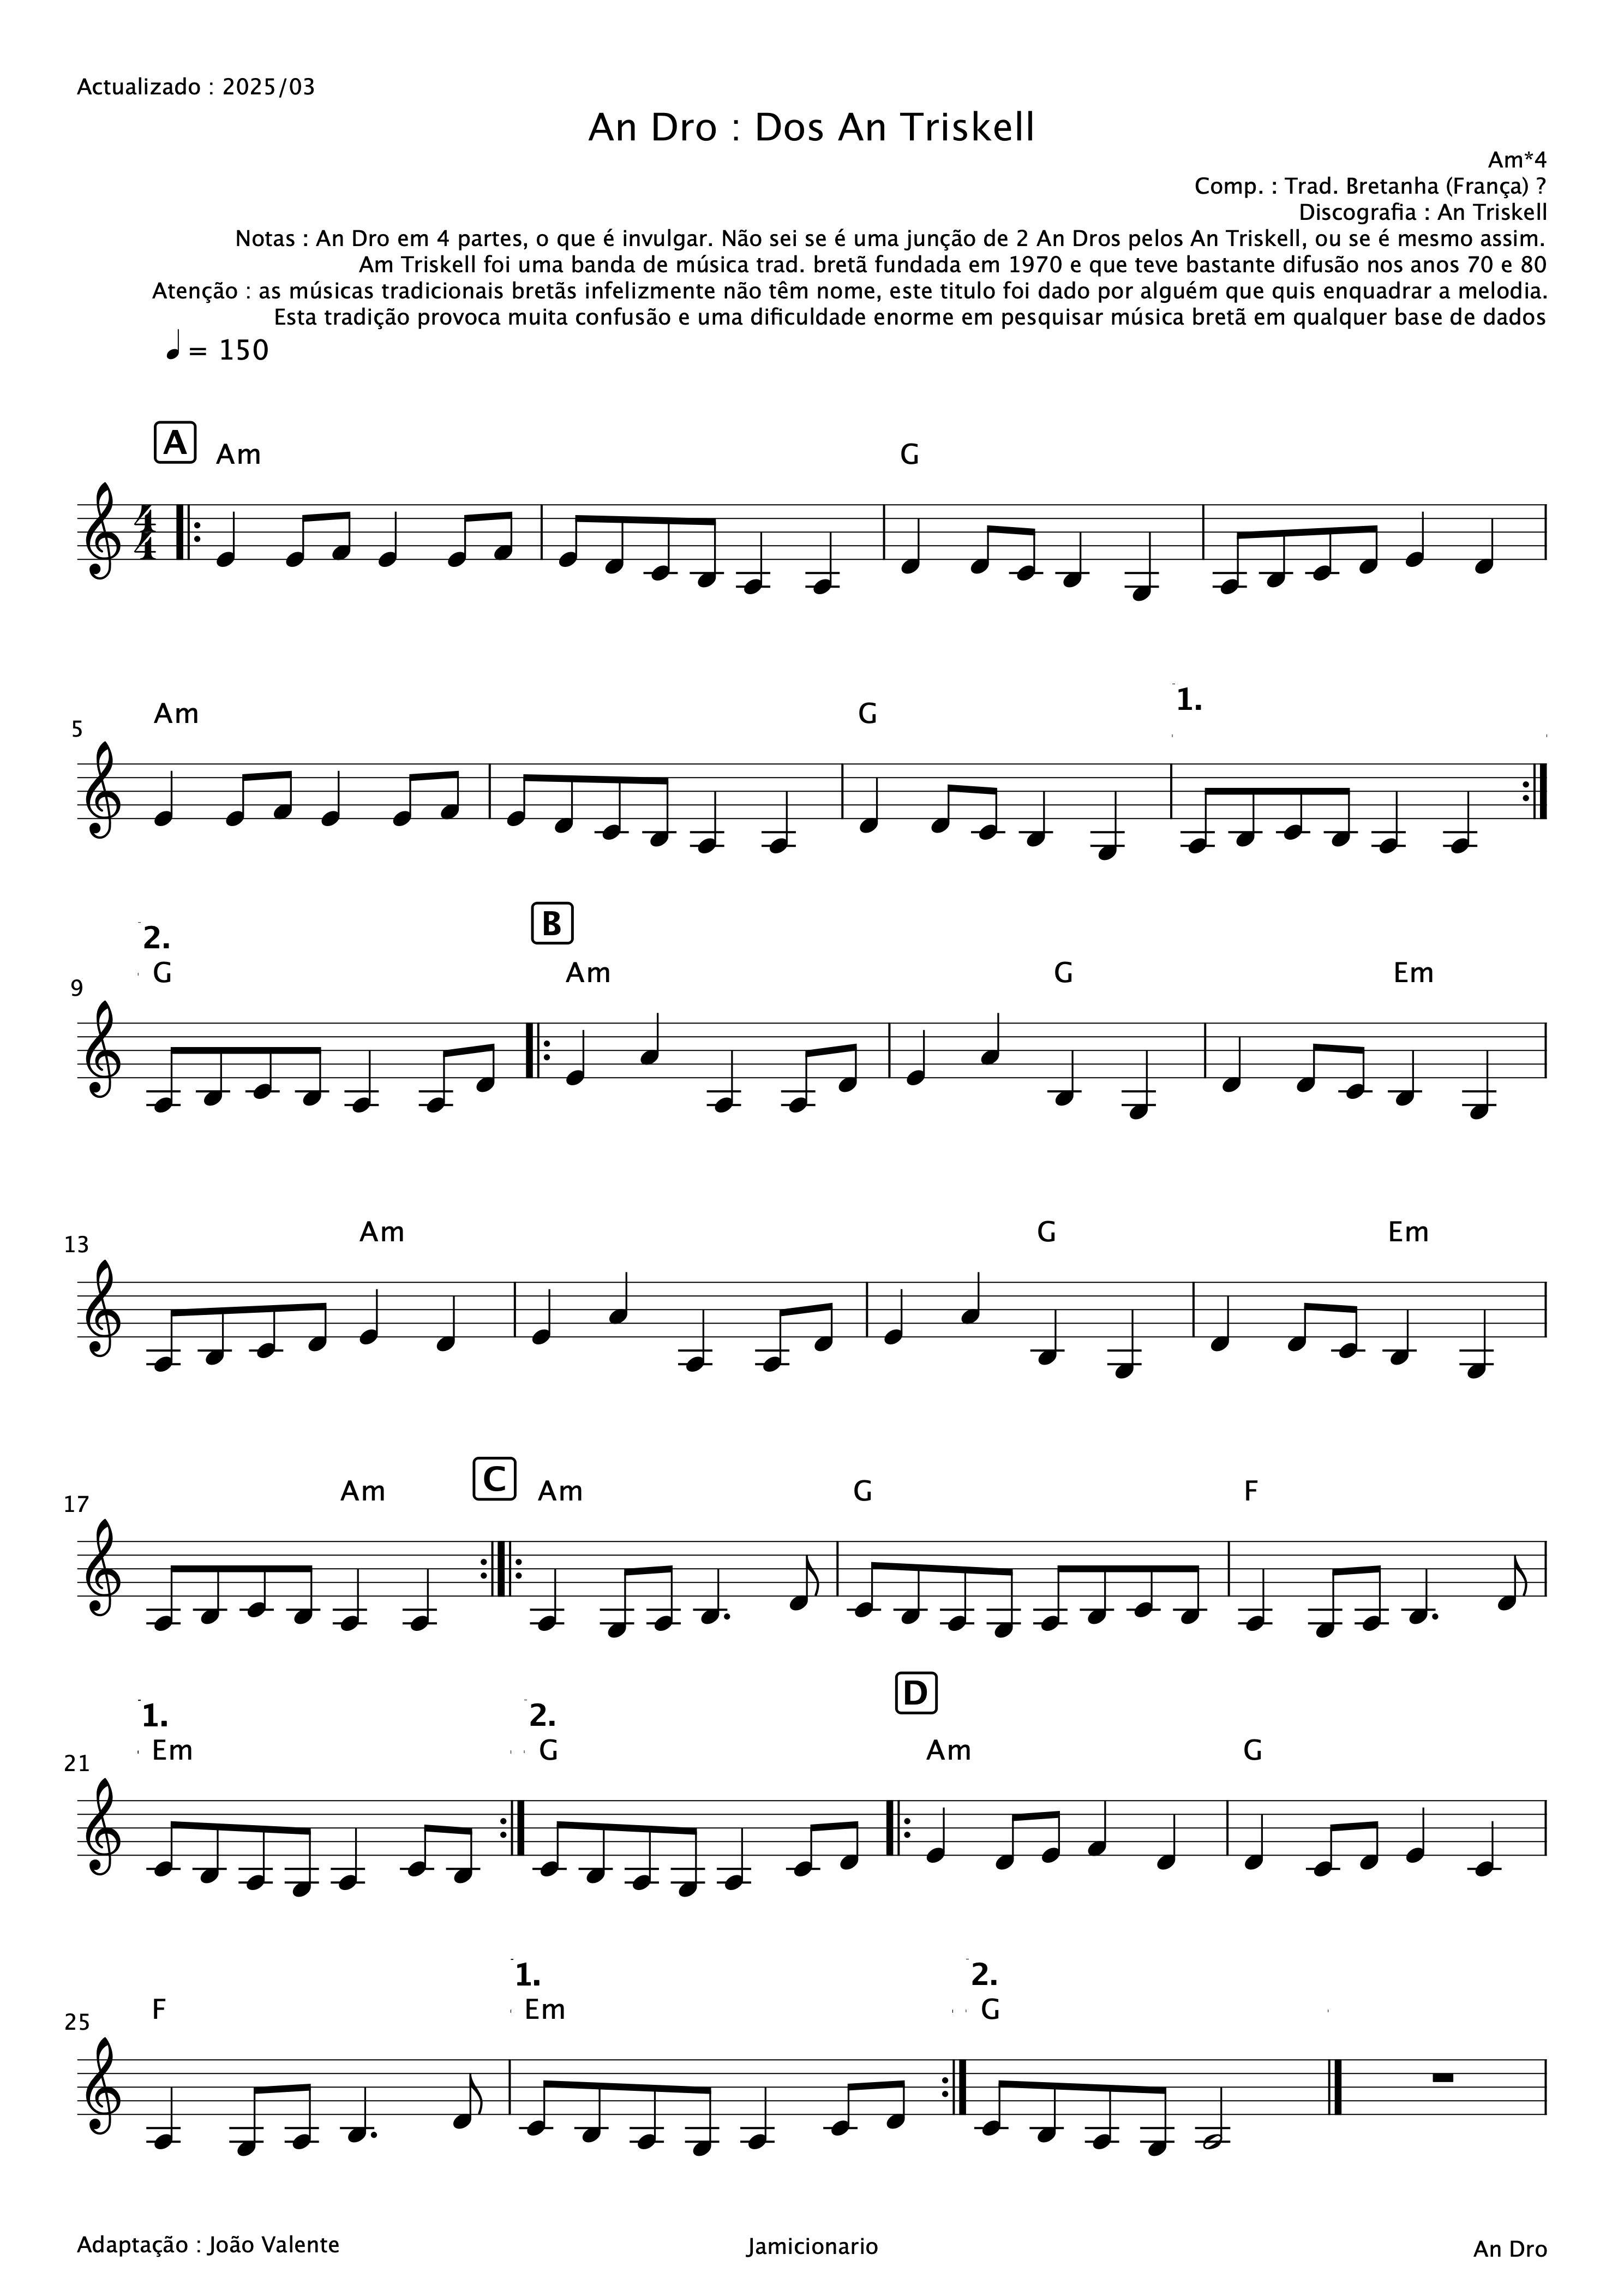 Actualizado : 2025/03
An Dro : Dos An Triskell
Am*4
Comp. : Trad. Bretanha (França) ?
Discografia : An Triskell
Notas : An Dro em 4 partes, o que é invulgar. Não sei se é uma junção de 2 An Dros pelos An Triskell, ou se é mesmo assim.
Am Triskell foi uma banda de música trad. bretã fundada em 1970 e que teve bastante difusão nos anos 70 e 80
Atenção : as músicas tradicionais bretãs infelizmente não têm nome, este titulo foi dado por alguém que quis enquadrar a melodia.
Esta tradição provoca muita confusão e uma dificuldade enorme em pesquisar música bretã em qualquer base de dados
= 150
A Am G
4
4
1.
5 Am G
2. B
9 G Am G Em
13 Am G Em
17 Am C Am G F
1. 2. D
21 Em G Am G
1. 2.
25 F Em G
Adaptação : João Valente Jamicionario An Dro